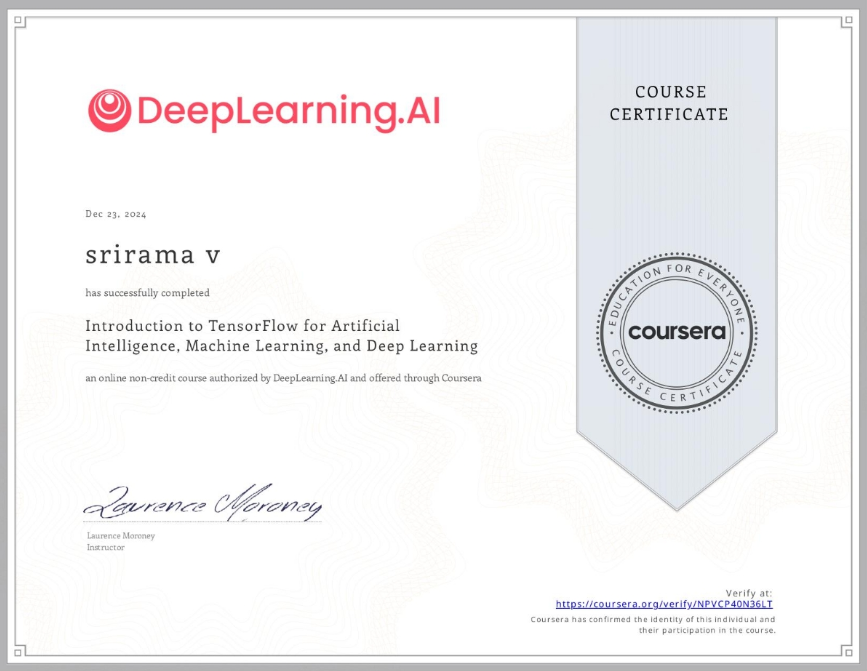 DeepLearning.AI
COURSE
CERTIFICATE
Dec 23, 2024
srirama v
has successfully completed
Introduction to TensorFlow for Artificial
Intelligence, Machine Learning, and Deep Learning
an online non-credit course authorized by DeepLearning.AI and offered through Coursera
EDUCATION FOR EVERYONE
coursera
COURSE CERTIFICATE
Laurence Moroney
Laurence Moroney
Instructor
Verify at:
https://coursera.org/verify/NPVCP40N36LT
Coursera has confirmed the identity of this individual and
their participation in the course.